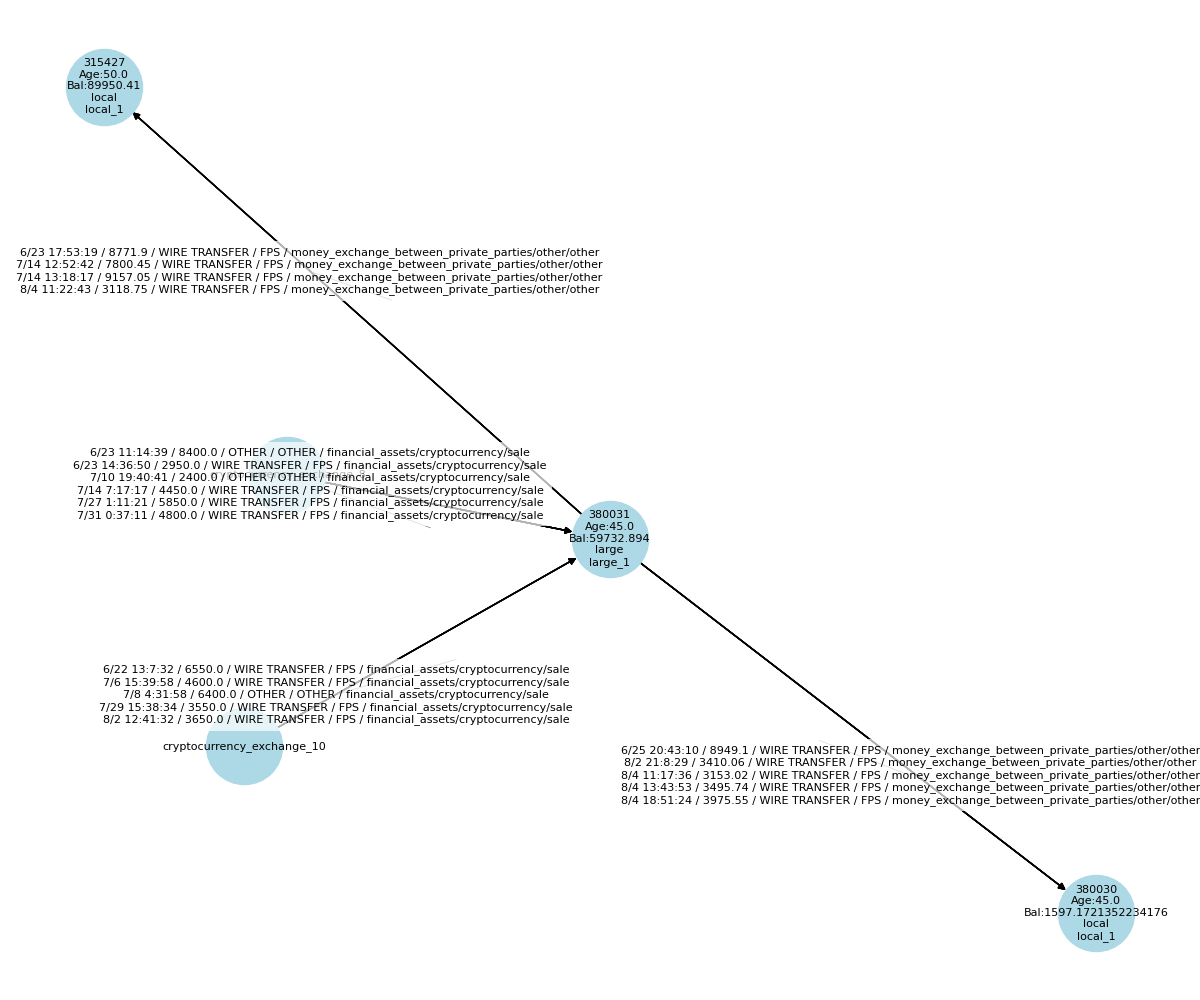 315427
Age:50.0
Bal:89950.41
local
local_1
6/23 17:53:19 / 8771.9 / WIRE TRANSFER / FPS / money_exchange_between_private_parties/other/other
7/14 12:52:42 / 7800.45 / WIRE TRANSFER / FPS / money_exchange_between_private_parties/other/other
7/14 13:18:17 / 9157.05 / WIRE TRANSFER / FPS / money_exchange_between_private_parties/other/other
8/4 11:22:43 / 3118.75 / WIRE TRANSFER / FPS / money_exchange_between_private_parties/other/other
6/23 11:14:39 / 8400.0 / OTHER / OTHER / financial_assets/cryptocurrency/sale
6/23 14:36:50 / 2950.0 / WIRE TRANSFER / FPS / financial_assets/cryptocurrency/sale
7/10 19:40:41 / 2400.0 / OTHER / OTHER / financial_assets/cryptocurrency/sale
7/14 7:17:17 / 4450.0 / WIRE TRANSFER / FPS / financial_assets/cryptocurrency/sale
7/27 1:11:21 / 5850.0 / WIRE TRANSFER / FPS / financial_assets/cryptocurrency/sale
7/31 0:37:11 / 4800.0 / WIRE TRANSFER / FPS / financial_assets/cryptocurrency/sale
380031
Age:45.0
Bal:59732.894
large
large_1
6/22 13:7:32 / 6550.0 / WIRE TRANSFER / FPS / financial_assets/cryptocurrency/sale
7/6 15:39:58 / 4600.0 / WIRE TRANSFER / FPS / financial_assets/cryptocurrency/sale
7/8 4:31:58 / 6400.0 / OTHER / OTHER / financial_assets/cryptocurrency/sale
7/29 15:38:34 / 3550.0 / WIRE TRANSFER / FPS / financial_assets/cryptocurrency/sale
8/2 12:41:32 / 3650.0 / WIRE TRANSFER / FPS / financial_assets/cryptocurrency/sale
cryptocurrency_exchange_10
6/25 20:43:10 / 8949.1 / WIRE TRANSFER / FPS / money_exchange_between_private_parties/other/other
8/2 21:8:29 / 3410.06 / WIRE TRANSFER / FPS / money_exchange_between_private_parties/other/other
8/4 11:17:36 / 3153.02 / WIRE TRANSFER / FPS / money_exchange_between_private_parties/other/other
8/4 13:43:53 / 3495.74 / WIRE TRANSFER / FPS / money_exchange_between_private_parties/other/other
8/4 18:51:24 / 3975.55 / WIRE TRANSFER / FPS / money_exchange_between_private_parties/other/other
380030
Age:45.0
Bal:1597.1721352234176
local
local_1